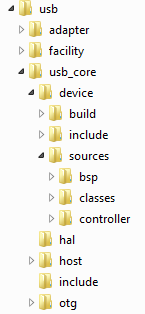 usb
adapter
facility
usb_core
device
build
include
sources
bsp
classes
controller
hal
host
include
otg